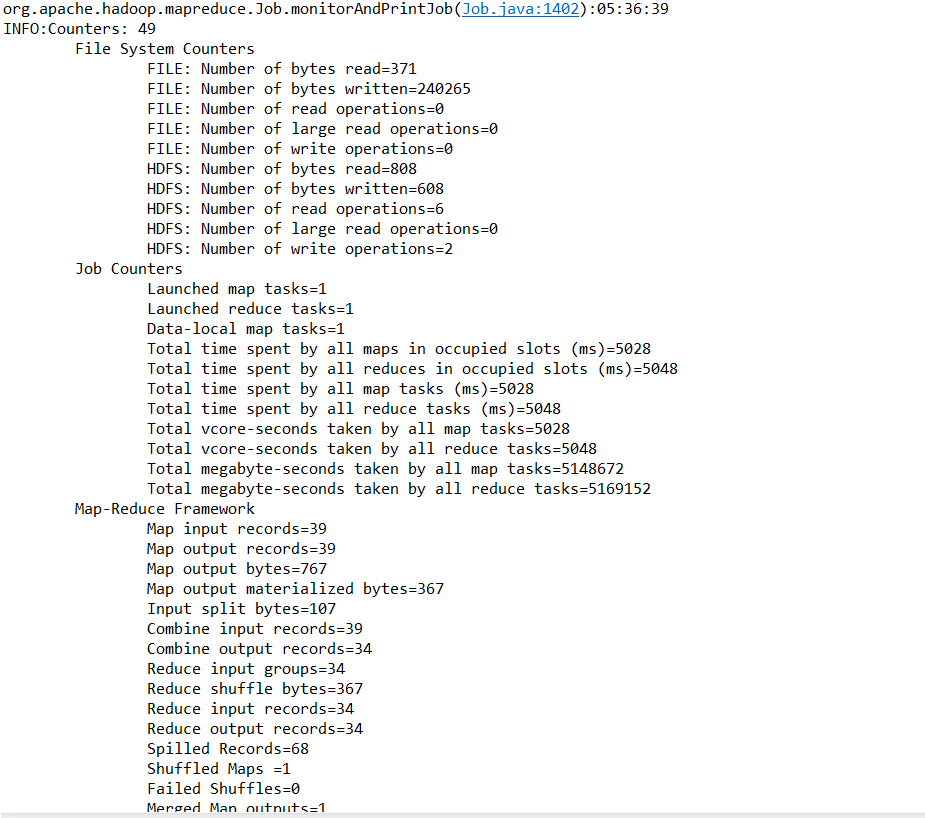 org.apache.hadoop.mapreduce.Job.monitorAndPrintJob(Job.java:1402):05:36:39
INFO:Counters: 49
File System Counters
FILE: Number of bytes read=371
FILE: Number of bytes written=240265
FILE: Number of read operations=0
FILE: Number of large read operations=0
FILE: Number of write operations=0
HDFS: Number of bytes read=808
HDFS: Number of bytes written=608
HDFS: Number of read operations=6
HDFS: Number of large read operations=0
HDFS: Number of write operations=2
Job Counters
Launched map tasks=1
Launched reduce tasks=1
Data-local map tasks=1
Total time spent by all maps in occupied slots (ms)=5028
Total time spent by all reduces in occupied slots (ms)=5048
Total time spent by all map tasks (ms)=5028
Total time spent by all reduce tasks (ms)=5048
Total vcore-seconds taken by all map tasks=5028
Total vcore-seconds taken by all reduce tasks=5048
Total megabyte-seconds taken by all map tasks=5148672
Total megabyte-seconds taken by all reduce tasks=5169152
Map-Reduce Framework
Map input records=39
Map output records=39
Map output bytes=767
Map output materialized bytes=367
Input split bytes=107
Combine input records=39
Combine output records=34
Reduce input groups=34
Reduce shuffle bytes=367
Reduce input records=34
Reduce output records=34
Spilled Records=68
Shuffled Maps =1
Failed Shuffles=0
Merged Map outputs=1